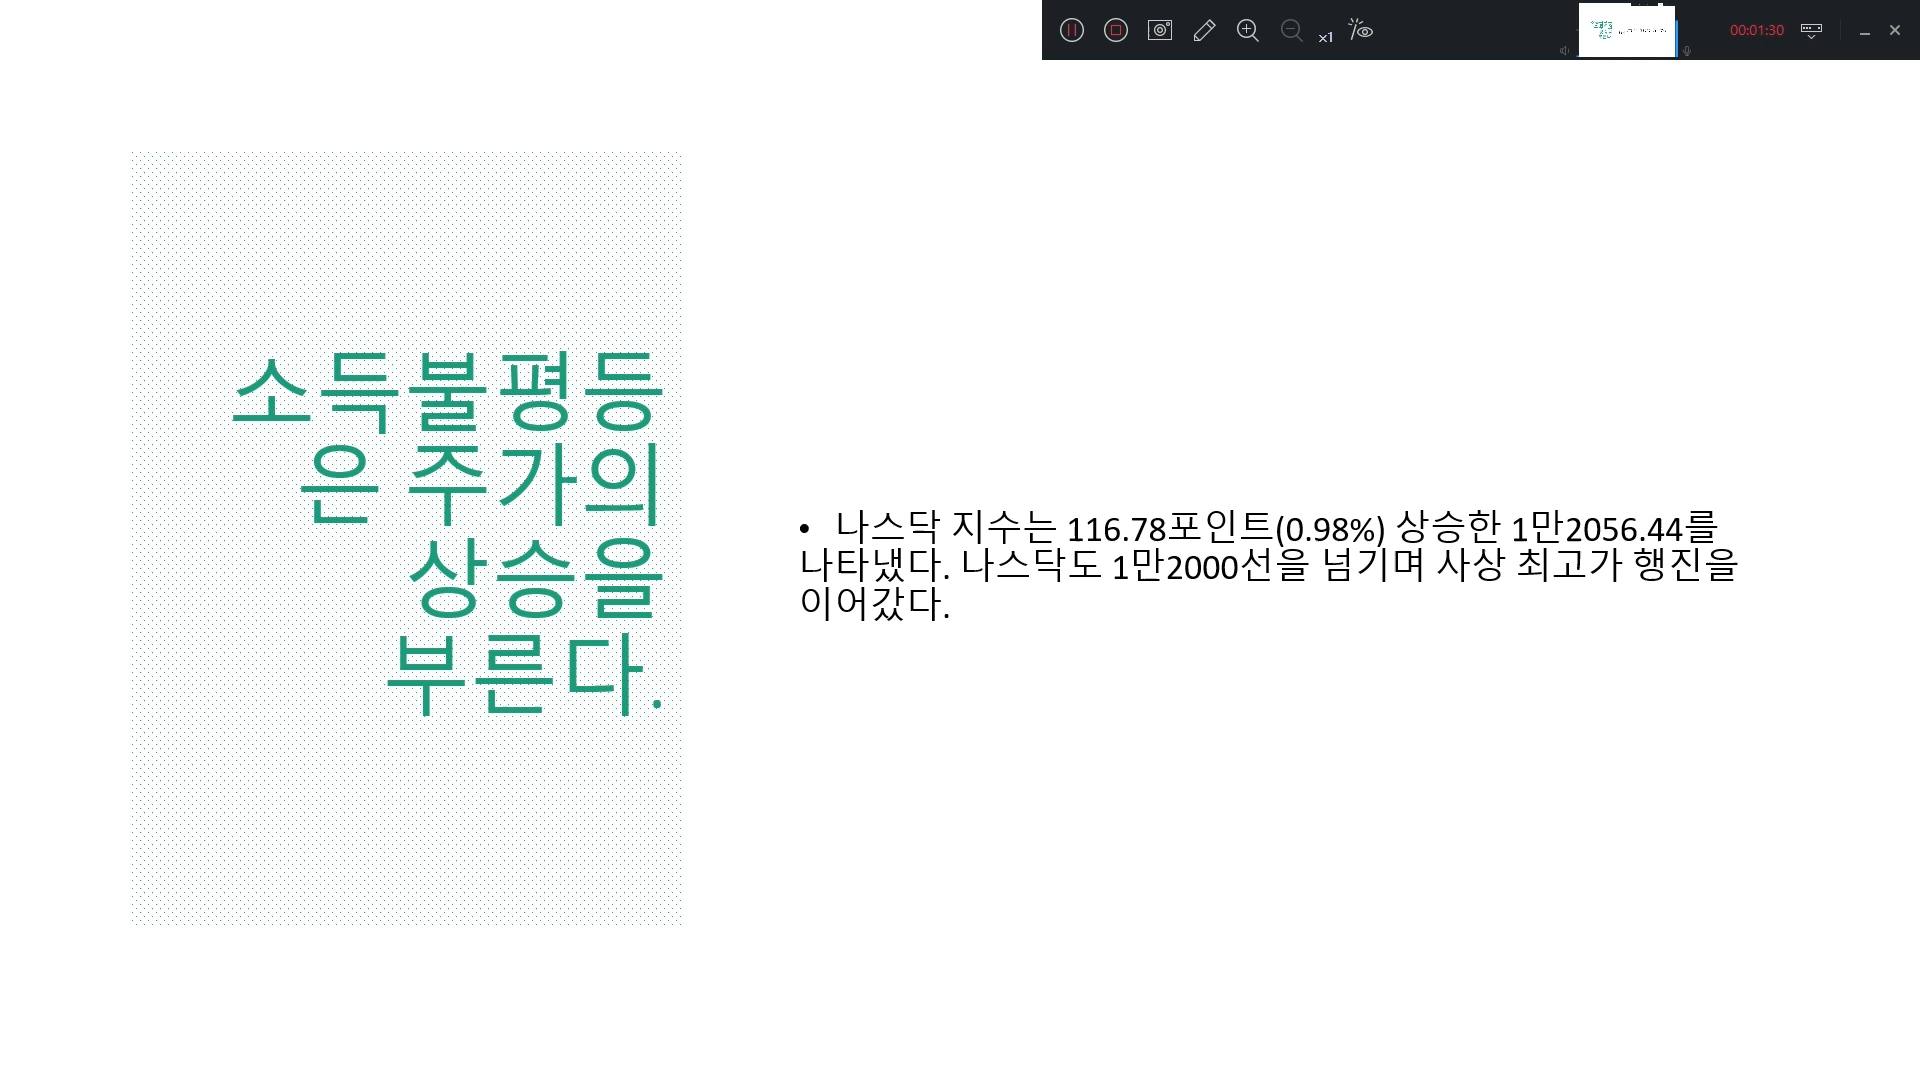 x1
00:01:30
소득불평등
은 주가의
상승을
부른다.
• 나스닥 지수는 116.78포인트(0.98%) 상승한 1만2056.44를
나타냈다. 나스닥도 1만2000선을 넘기며 사상 최고가 행진을
이어갔다.